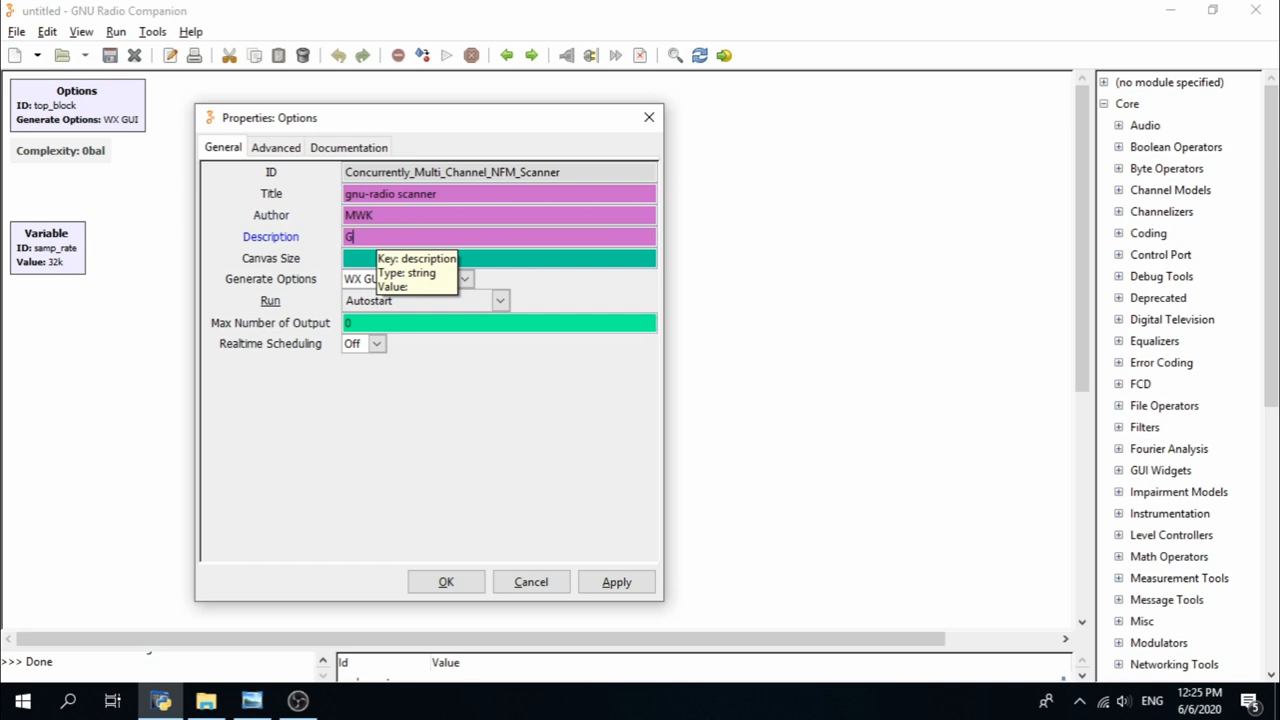 untitled - GNU Radio Companion
File Edit View Run Tools Help
Options
ID: top_block
Generate Options: WX GUI
Complexity: 0bal
Variable
ID: samp_rate
Value: 32k
Properties: Options
General Advanced Documentation
ID Concurrently_Multi_Channel_NFM_Scanner
Title gnu-radio scanner
Author MWK
Description G
Canvas Size
Key: description
Type: string
Value:
Generate Options WX GU
Run Autostart
Max Number of Output 0
Realtime Scheduling Off
OK Cancel Apply
(no module specified)
Core
Audio
Boolean Operators
Byte Operators
Channel Models
Channelizers
Coding
Control Port
Debug Tools
Deprecated
Digital Television
Equalizers
Error Coding
FCD
File Operators
Filters
Fourier Analysis
GUI Widgets
Impairment Models
Instrumentation
Level Controllers
Math Operators
Measurement Tools
Message Tools
Misc
Modulators
Networking Tools
>>> Done
Id Value
ENG
12:25 PM
6/6/2020
5